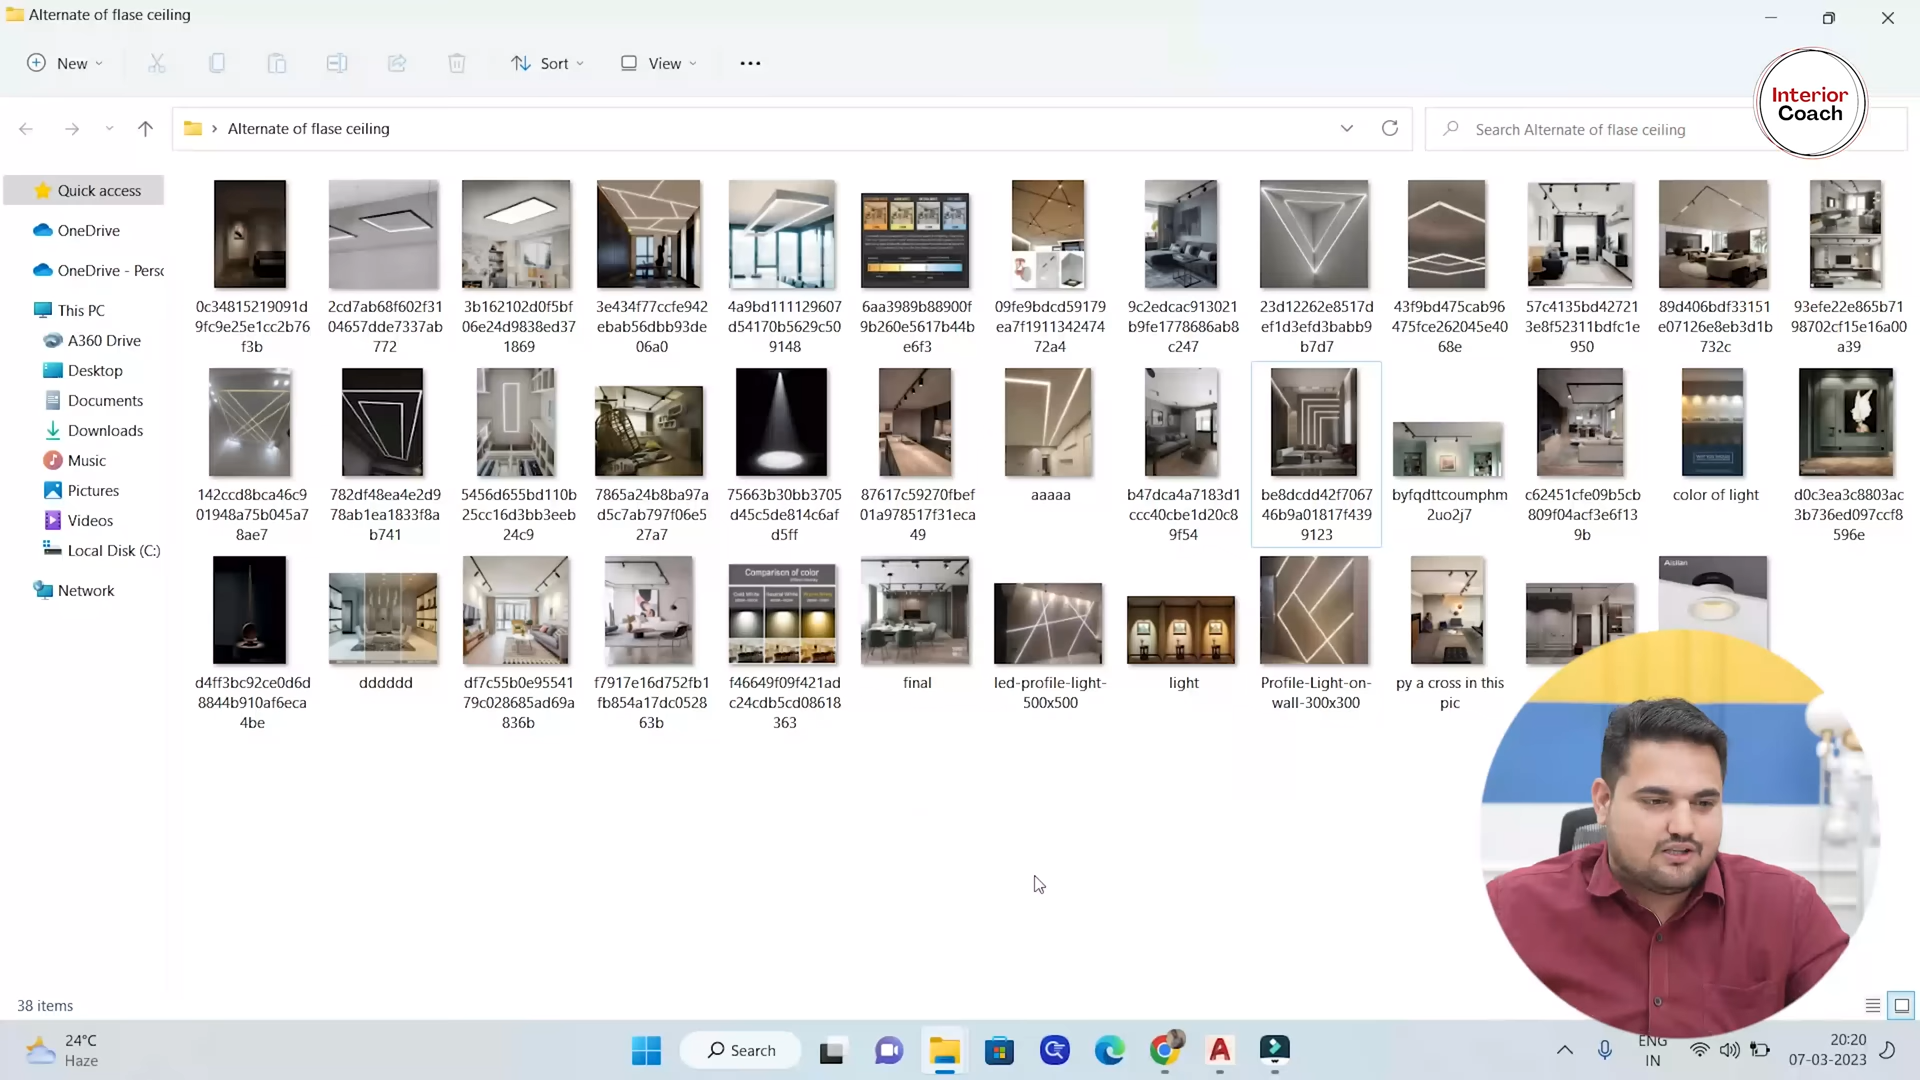 Alternate of flase ceiling
New
Sort
View
Interior
Coach
Alternate of flase ceiling
Search Alternate of flase ceiling
Quick access
OneDrive
OneDrive - Perso
This PC
A360 Drive
Desktop
Documents
Downloads
Music
Pictures
Videos
Local Disk (C:)
Network
0c34815219091d
9fc9e25e1cc2b76
f3b
2cd7ab68f602f31
04657dde7337ab
772
3b162102d0f5bf
06e24d9838ed37
1869
3e434f77ccfe942
ebab56dbb93de
06a0
4a9bd111129607
d54170b5629c50
9148
6aa3989b88900f
9b260e5617b44b
e6f3
09fe9bdcd59179
ea7f1911342474
72a4
9c2edcac913021
b9fe1778686ab8
c247
23d12262e8517d
ef1d3efd3babb9
b7d7
43f9bd475cab96
475fce262045e40
68e
57c4135bd42721
3e8f52311bdfc1e
950
89d406bdf33151
e07126e8eb3d1b
732c
93efe22e865b71
98702cf15e16a00
a39
142ccd8bca46c9
01948a75b045a7
8ae7
782df48ea4e2d9
78ab1ea1833f8a
b741
5456d655bd110b
25cc16d3bb3eeb
24c9
7865a24b8ba97a
d5c7ab797f06e5
27a7
75663b30bb3705
d45c5de814c6af
d5ff
87617c59270fbef
01a978517f31eca
49
aaaaa
b47dca4a7183d1
ccc40cbe1d20c8
9f54
be8dcdd42f7067
46b9a01817f439
9123
byfqdttcoumphm
2uo2j7
c62451cfe09b5cb
809f04acf3e6f13
9b
color of light
d0c3ea3c8803ac
3b736ed097ccf8
596e
Comparison of color
Aisilan
d4ff3bc92ce0d6d
8844b910af6eca
4be
dddddd
df7c55b0e95541
79c028685ad69a
836b
f7917e16d752fb1
fb854a17dc0528
63b
f46649f09f421ad
c24cdb5cd08618
363
final
led-profile-light-
500x500
light
Profile-Light-on-
wall-300x300
py a cross in this
pic
38 items
24°C
Haze
Search
ENG
IN
20:20
07-03-2023